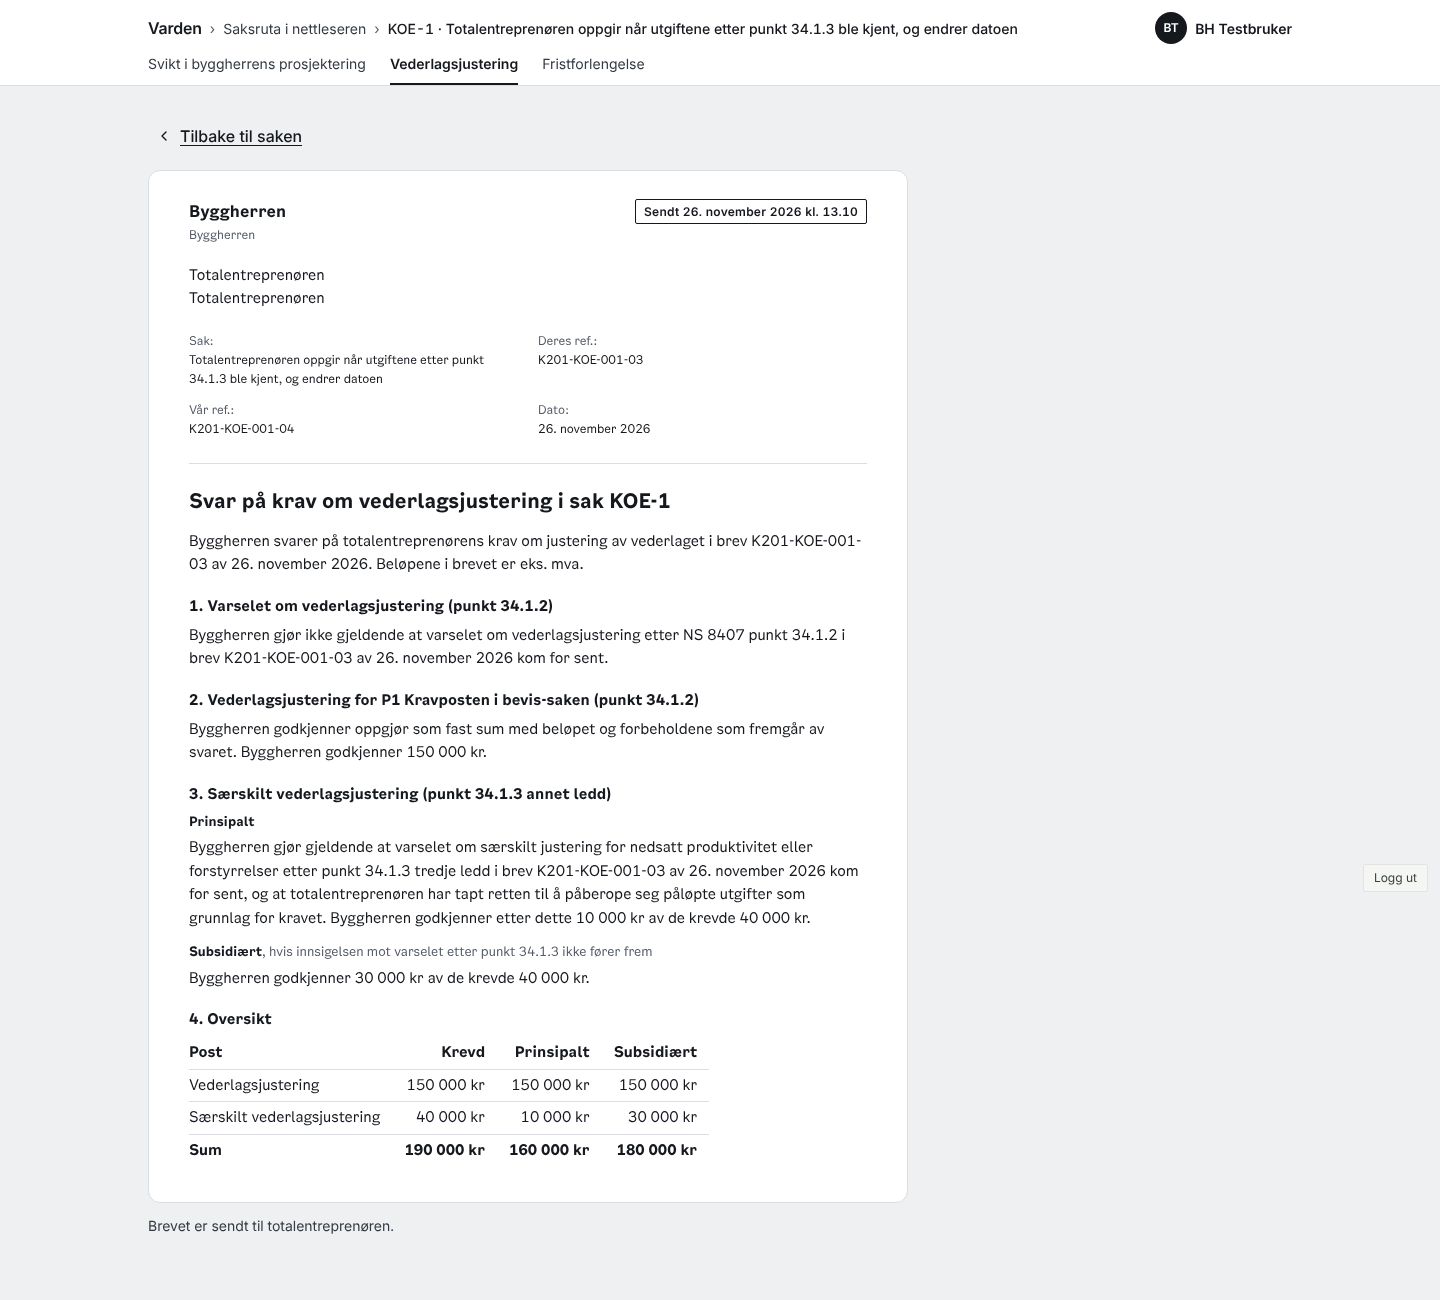 Varden › Saksruta i nettleseren › KOE-1 · Totalentreprenøren oppgir når utgiftene etter punkt 34.1.3 ble kjent, og endrer datoen
BT BH Testbruker
Svikt i byggherrens prosjektering Vederlagsjustering Fristforlengelse
‹ Tilbake til saken
Byggherren
Sendt 26. november 2026 kl. 13.10
Byggherren
Totalentreprenøren
Totalentreprenøren
Sak:
Totalentreprenøren oppgir når utgiftene etter punkt
34.1.3 ble kjent, og endrer datoen
Deres ref.:
K201-KOE-001-03
Vår ref.:
K201-KOE-001-04
Dato:
26. november 2026
Svar på krav om vederlagsjustering i sak KOE-1
Byggherren svarer på totalentreprenørens krav om justering av vederlaget i brev K201-KOE-001-
03 av 26. november 2026. Beløpene i brevet er eks. mva.
1. Varselet om vederlagsjustering (punkt 34.1.2)
Byggherren gjør ikke gjeldende at varselet om vederlagsjustering etter NS 8407 punkt 34.1.2 i
brev K201-KOE-001-03 av 26. november 2026 kom for sent.
2. Vederlagsjustering for P1 Kravposten i bevis-saken (punkt 34.1.2)
Byggherren godkjenner oppgjør som fast sum med beløpet og forbeholdene som fremgår av
svaret. Byggherren godkjenner 150 000 kr.
3. Særskilt vederlagsjustering (punkt 34.1.3 annet ledd)
Prinsipalt
Byggherren gjør gjeldende at varselet om særskilt justering for nedsatt produktivitet eller
forstyrrelser etter punkt 34.1.3 tredje ledd i brev K201-KOE-001-03 av 26. november 2026 kom
for sent, og at totalentreprenøren har tapt retten til å påberope seg påløpte utgifter som
grunnlag for kravet. Byggherren godkjenner etter dette 10 000 kr av de krevde 40 000 kr.
Logg ut
Subsidiært, hvis innsigelsen mot varselet etter punkt 34.1.3 ikke fører frem
Byggherren godkjenner 30 000 kr av de krevde 40 000 kr.
4. Oversikt
Post Krevd Prinsipalt Subsidiært
Vederlagsjustering 150 000 kr 150 000 kr 150 000 kr
Særskilt vederlagsjustering 40 000 kr 10 000 kr 30 000 kr
Sum 190 000 kr 160 000 kr 180 000 kr
Brevet er sendt til totalentreprenøren.